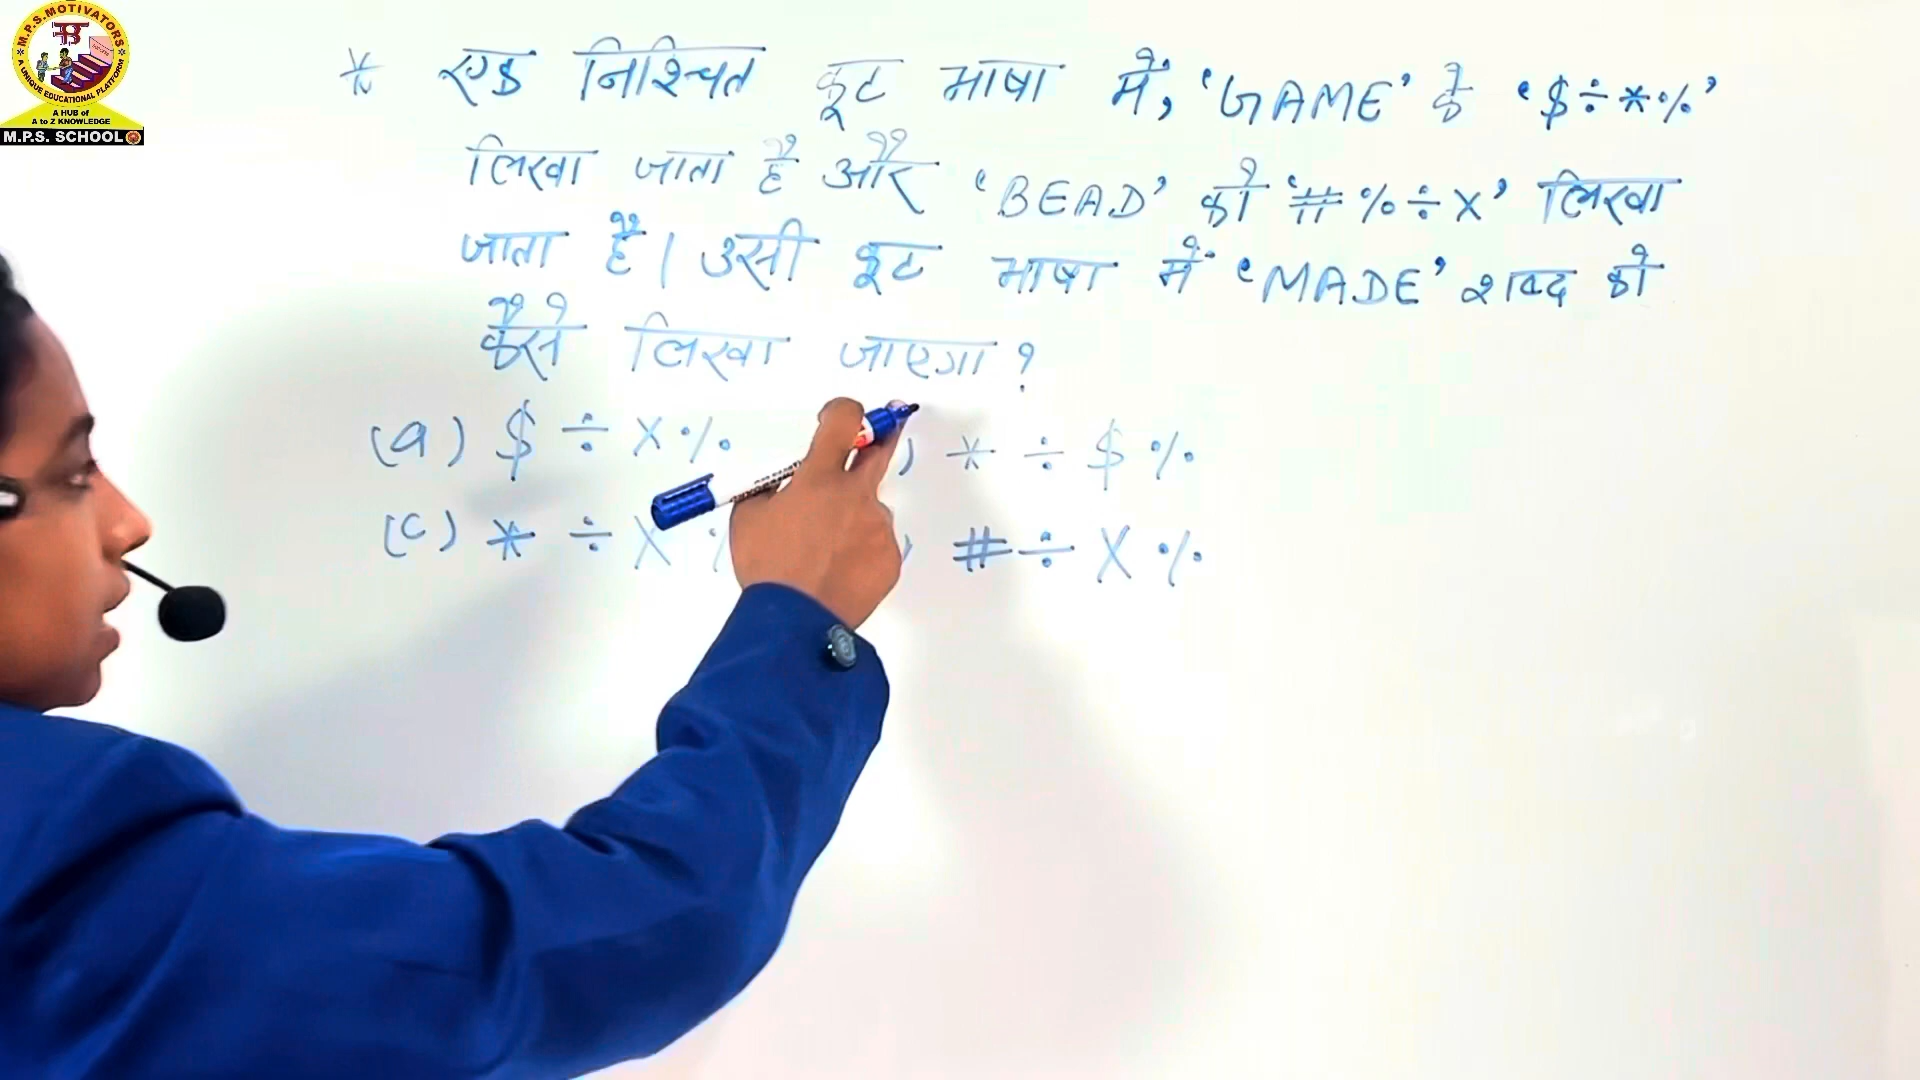 M.P.S.MOTIVATORS
A UNIQUE EDUCATIONAL PLATFORM
A HUB of
A to Z KNOWLEDGE
M.P.S. SCHOOL
* एक निश्चित कूट भाषा में, 'GAME' के '$÷*%'
लिखा जाता है और 'BEAD' को '#%÷×' लिखा
जाता है। उसी कूट भाषा में 'MADE' शब्द को
कैसे लिखा जाएगा?
(a) $ ÷ × % ) * ÷ $ %
(c) * ÷ × ) # ÷ × %